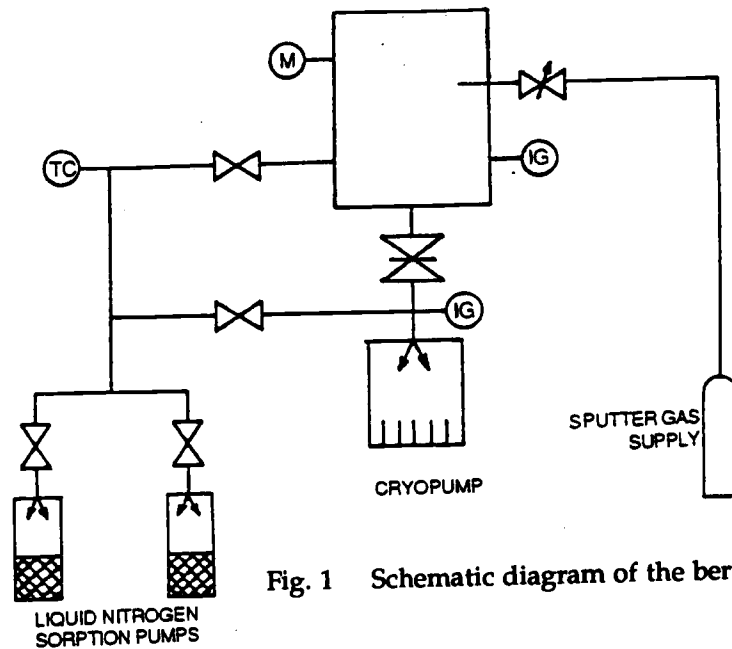 M
TC
IG
IG
SPUTTER GAS
SUPPLY
CRYOPUMP
Fig. 1 Schematic diagram of the ber
LIQUID NITROGEN
SORPTION PUMPS